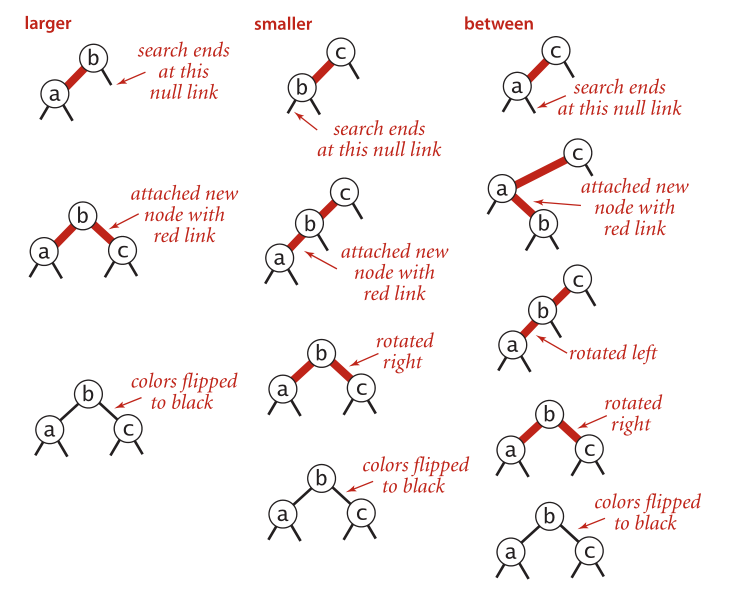 larger
b
a
search ends
at this
null link
b
a
c
attached new
node with
red link
b
a
c
colors flipped
to black
smaller
c
b
search ends
at this null link
c
b
a
attached new
node with
red link
b
a
c
rotated
right
b
a
c
colors flipped
to black
between
c
a
search ends
at this null link
c
a
b
attached new
node with
red link
c
b
a
rotated left
b
a
c
rotated
right
b
a
c
colors flipped
to black